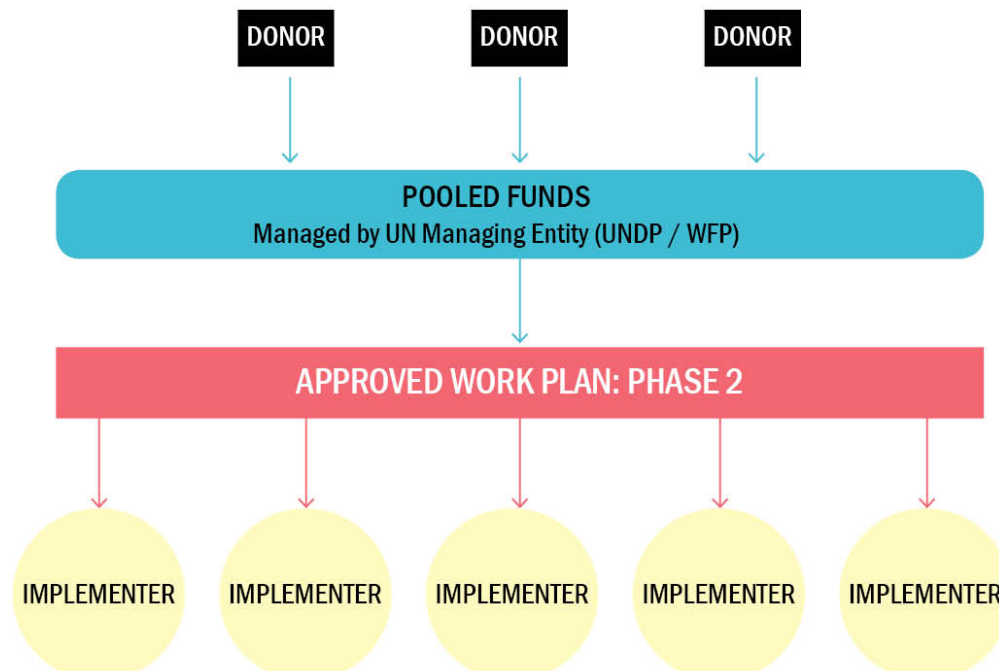 DONOR DONOR DONOR
POOLED FUNDS
Managed by UN Managing Entity (UNDP / WFP)
APPROVED WORK PLAN: PHASE 2
IMPLEMENTER IMPLEMENTER IMPLEMENTER IMPLEMENTER IMPLEMENTER